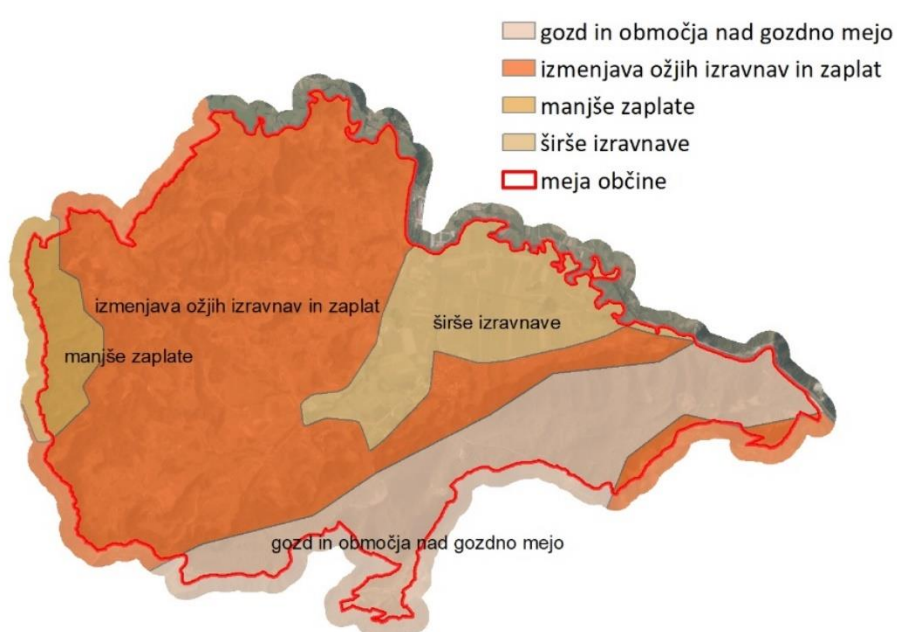 gozd in območja nad gozdno mejo
izmenjava ožjih izravnav in zaplat
manjše zaplate
širše izravnave
meja občine
izmenjava ožjih izravnav in zaplat
širše izravnave
manjše zaplate
gozd in območja nad gozdno mejo